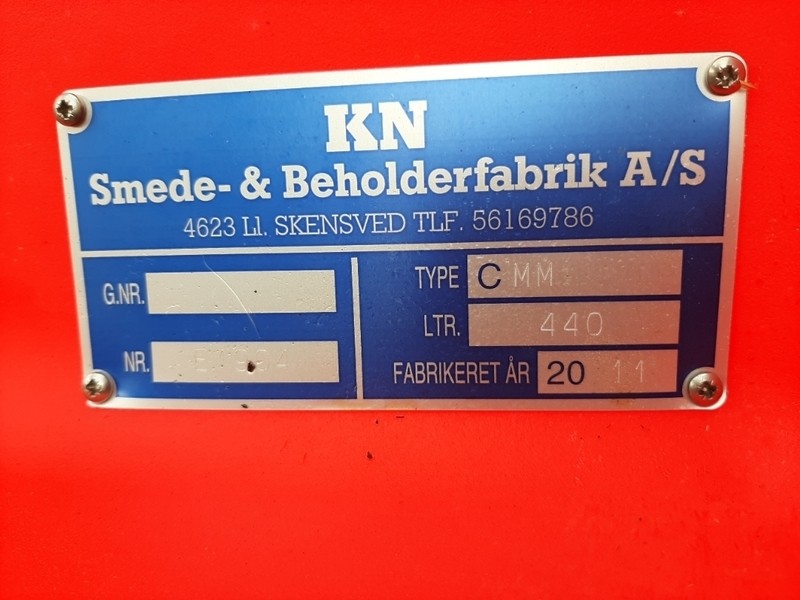 KN
Smede- & Beholderfabrik A/S
4623 Ll. SKENSVED TLF. 56169786
G.NR.
NR.
TYPE C MM
LTR. 440
FABRIKERET ÅR 20 11